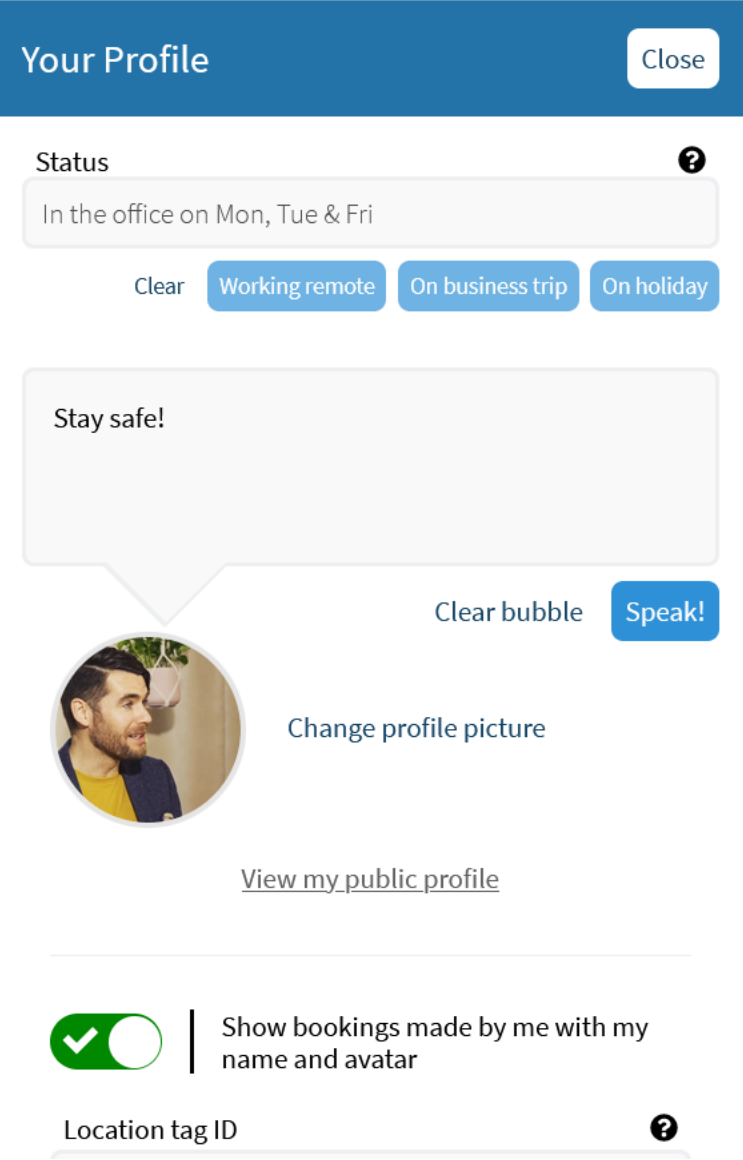 Your Profile
Close
Status
In the office on Mon, Tue & Fri
Clear
Working remote
On business trip
On holiday
Stay safe!
Clear bubble
Speak!
Change profile picture
View my public profile
Show bookings made by me with my
name and avatar
Location tag ID